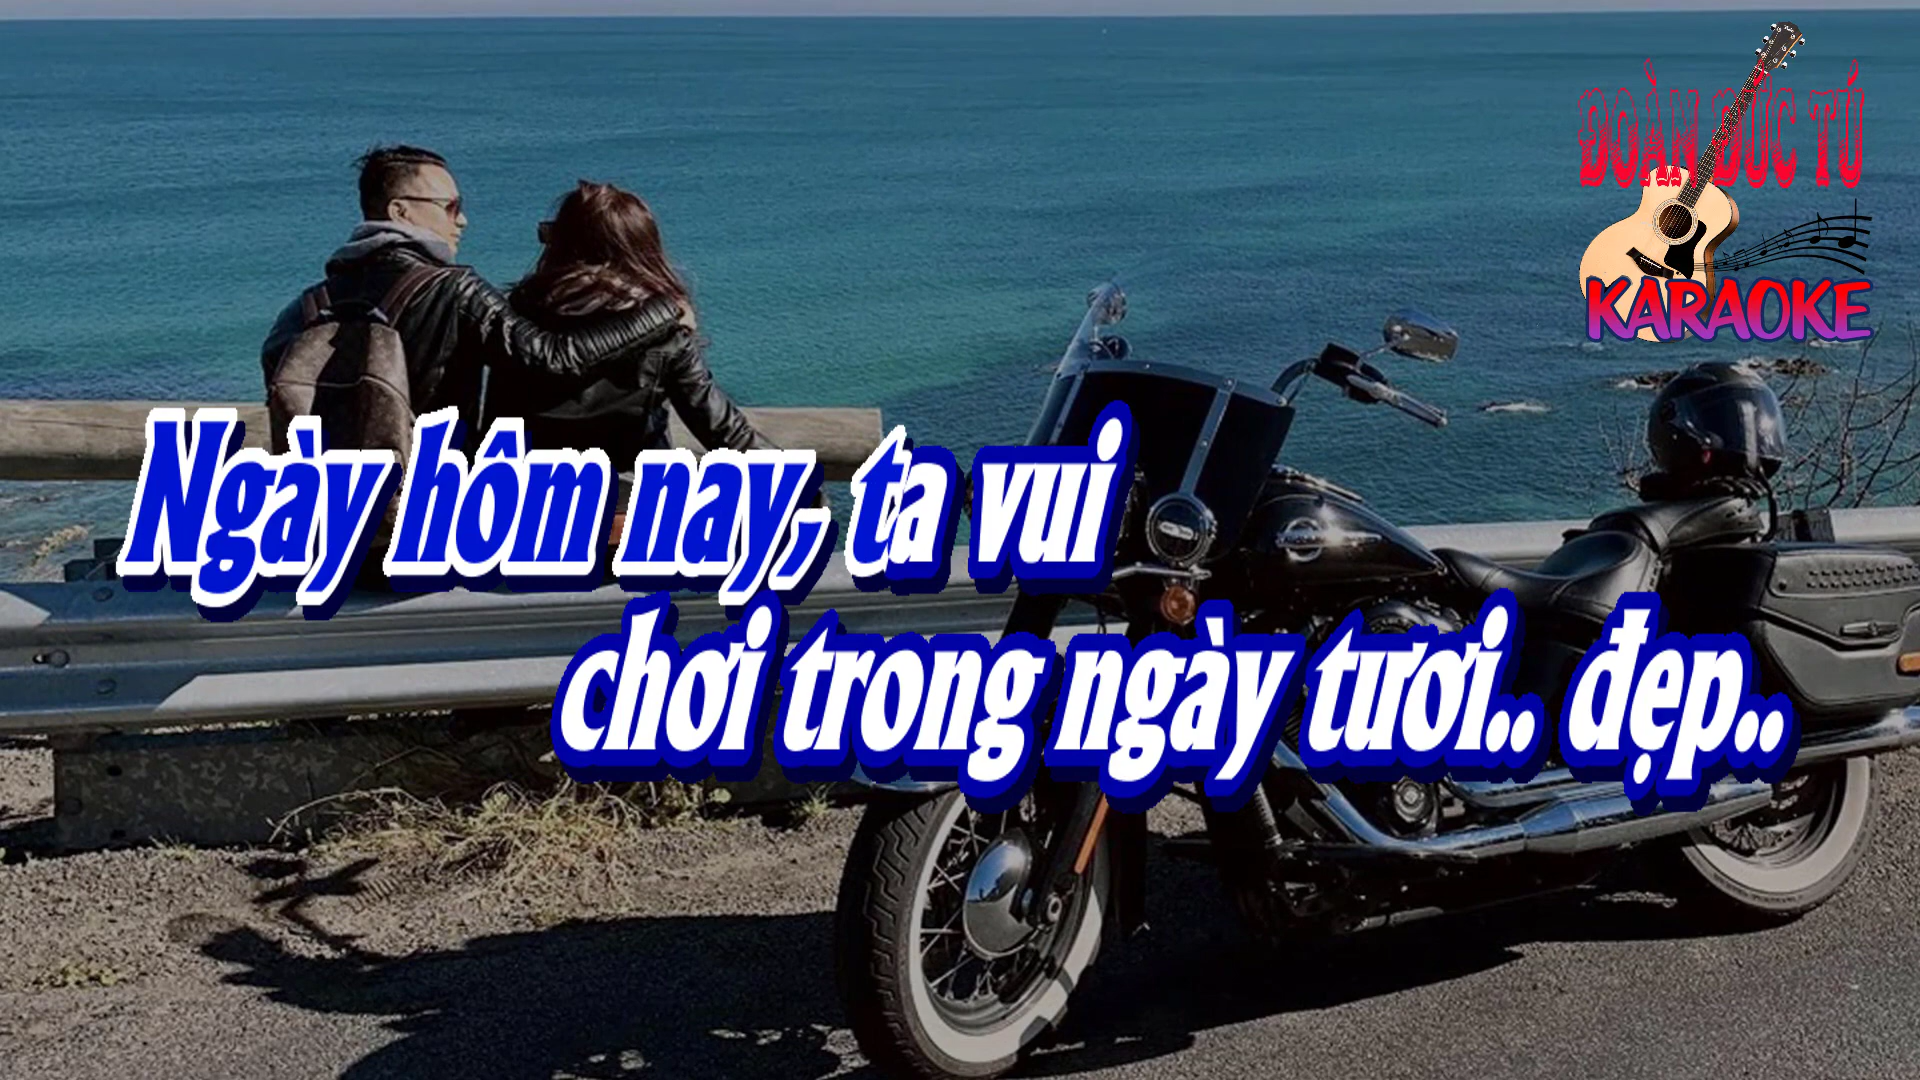 ĐOÀN ĐỨC TÚ
KARAOKE
Ngày hôm nay, ta vui
chơi trong ngày tươi.. đẹp..